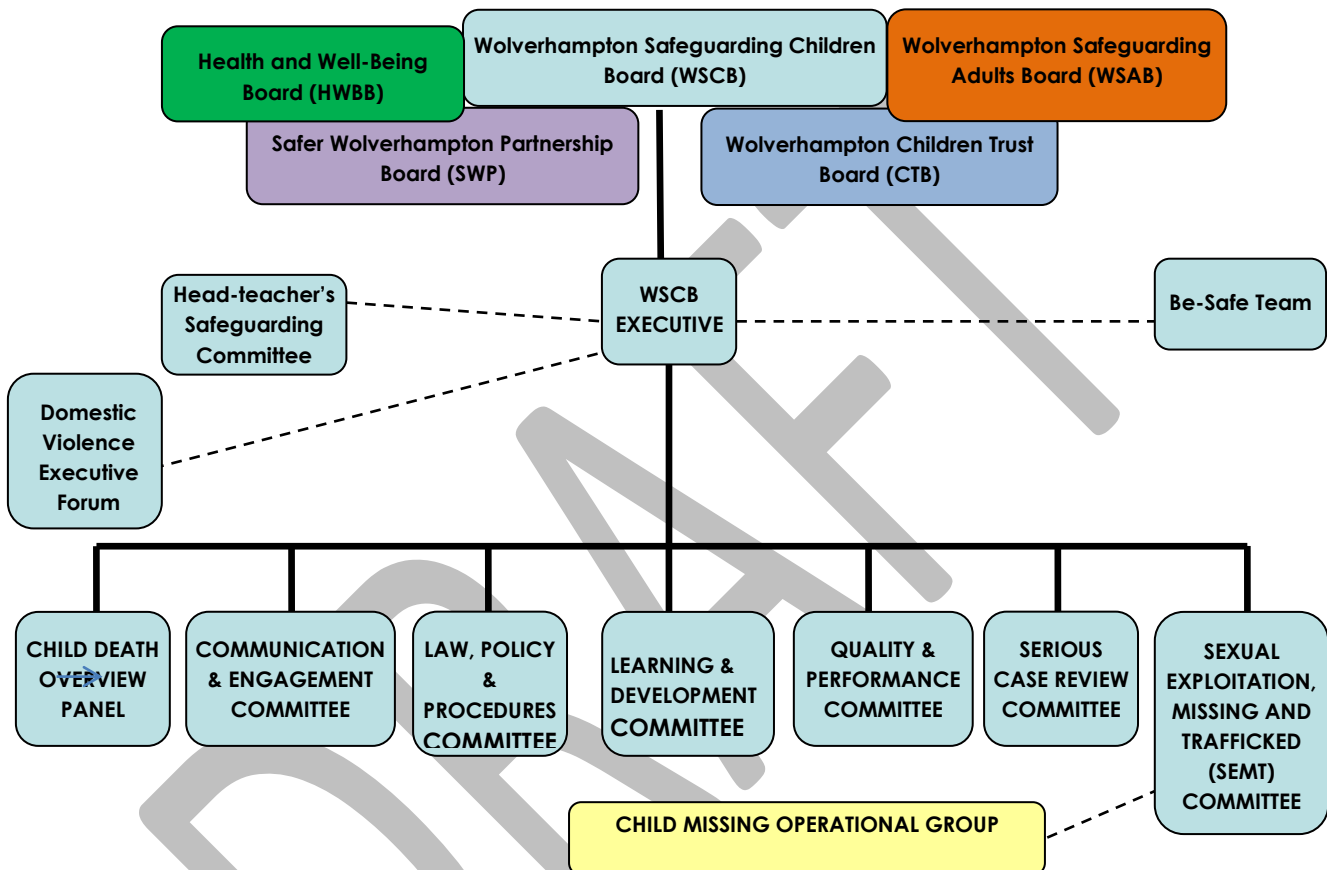 Health and Well-Being
Board (HWBB)
Wolverhampton Safeguarding Children
Board (WSCB)
Wolverhampton Safeguarding
Adults Board (WSAB)
Safer Wolverhampton Partnership
Board (SWP)
Wolverhampton Children Trust
Board (CTB)
Head-teacher’s
Safeguarding
Committee
WSCB
EXECUTIVE
Be-Safe Team
Domestic
Violence
Executive
Forum
CHILD DEATH
OVERVIEW
PANEL
COMMUNICATION
& ENGAGEMENT
COMMITTEE
LAW, POLICY
&
PROCEDURES
COMMITTEE
LEARNING &
DEVELOPMENT
COMMITTEE
QUALITY &
PERFORMANCE
COMMITTEE
SERIOUS
CASE REVIEW
COMMITTEE
SEXUAL
EXPLOITATION,
MISSING AND
TRAFFICKED
(SEMT)
COMMITTEE
CHILD MISSING OPERATIONAL GROUP
DRAFT